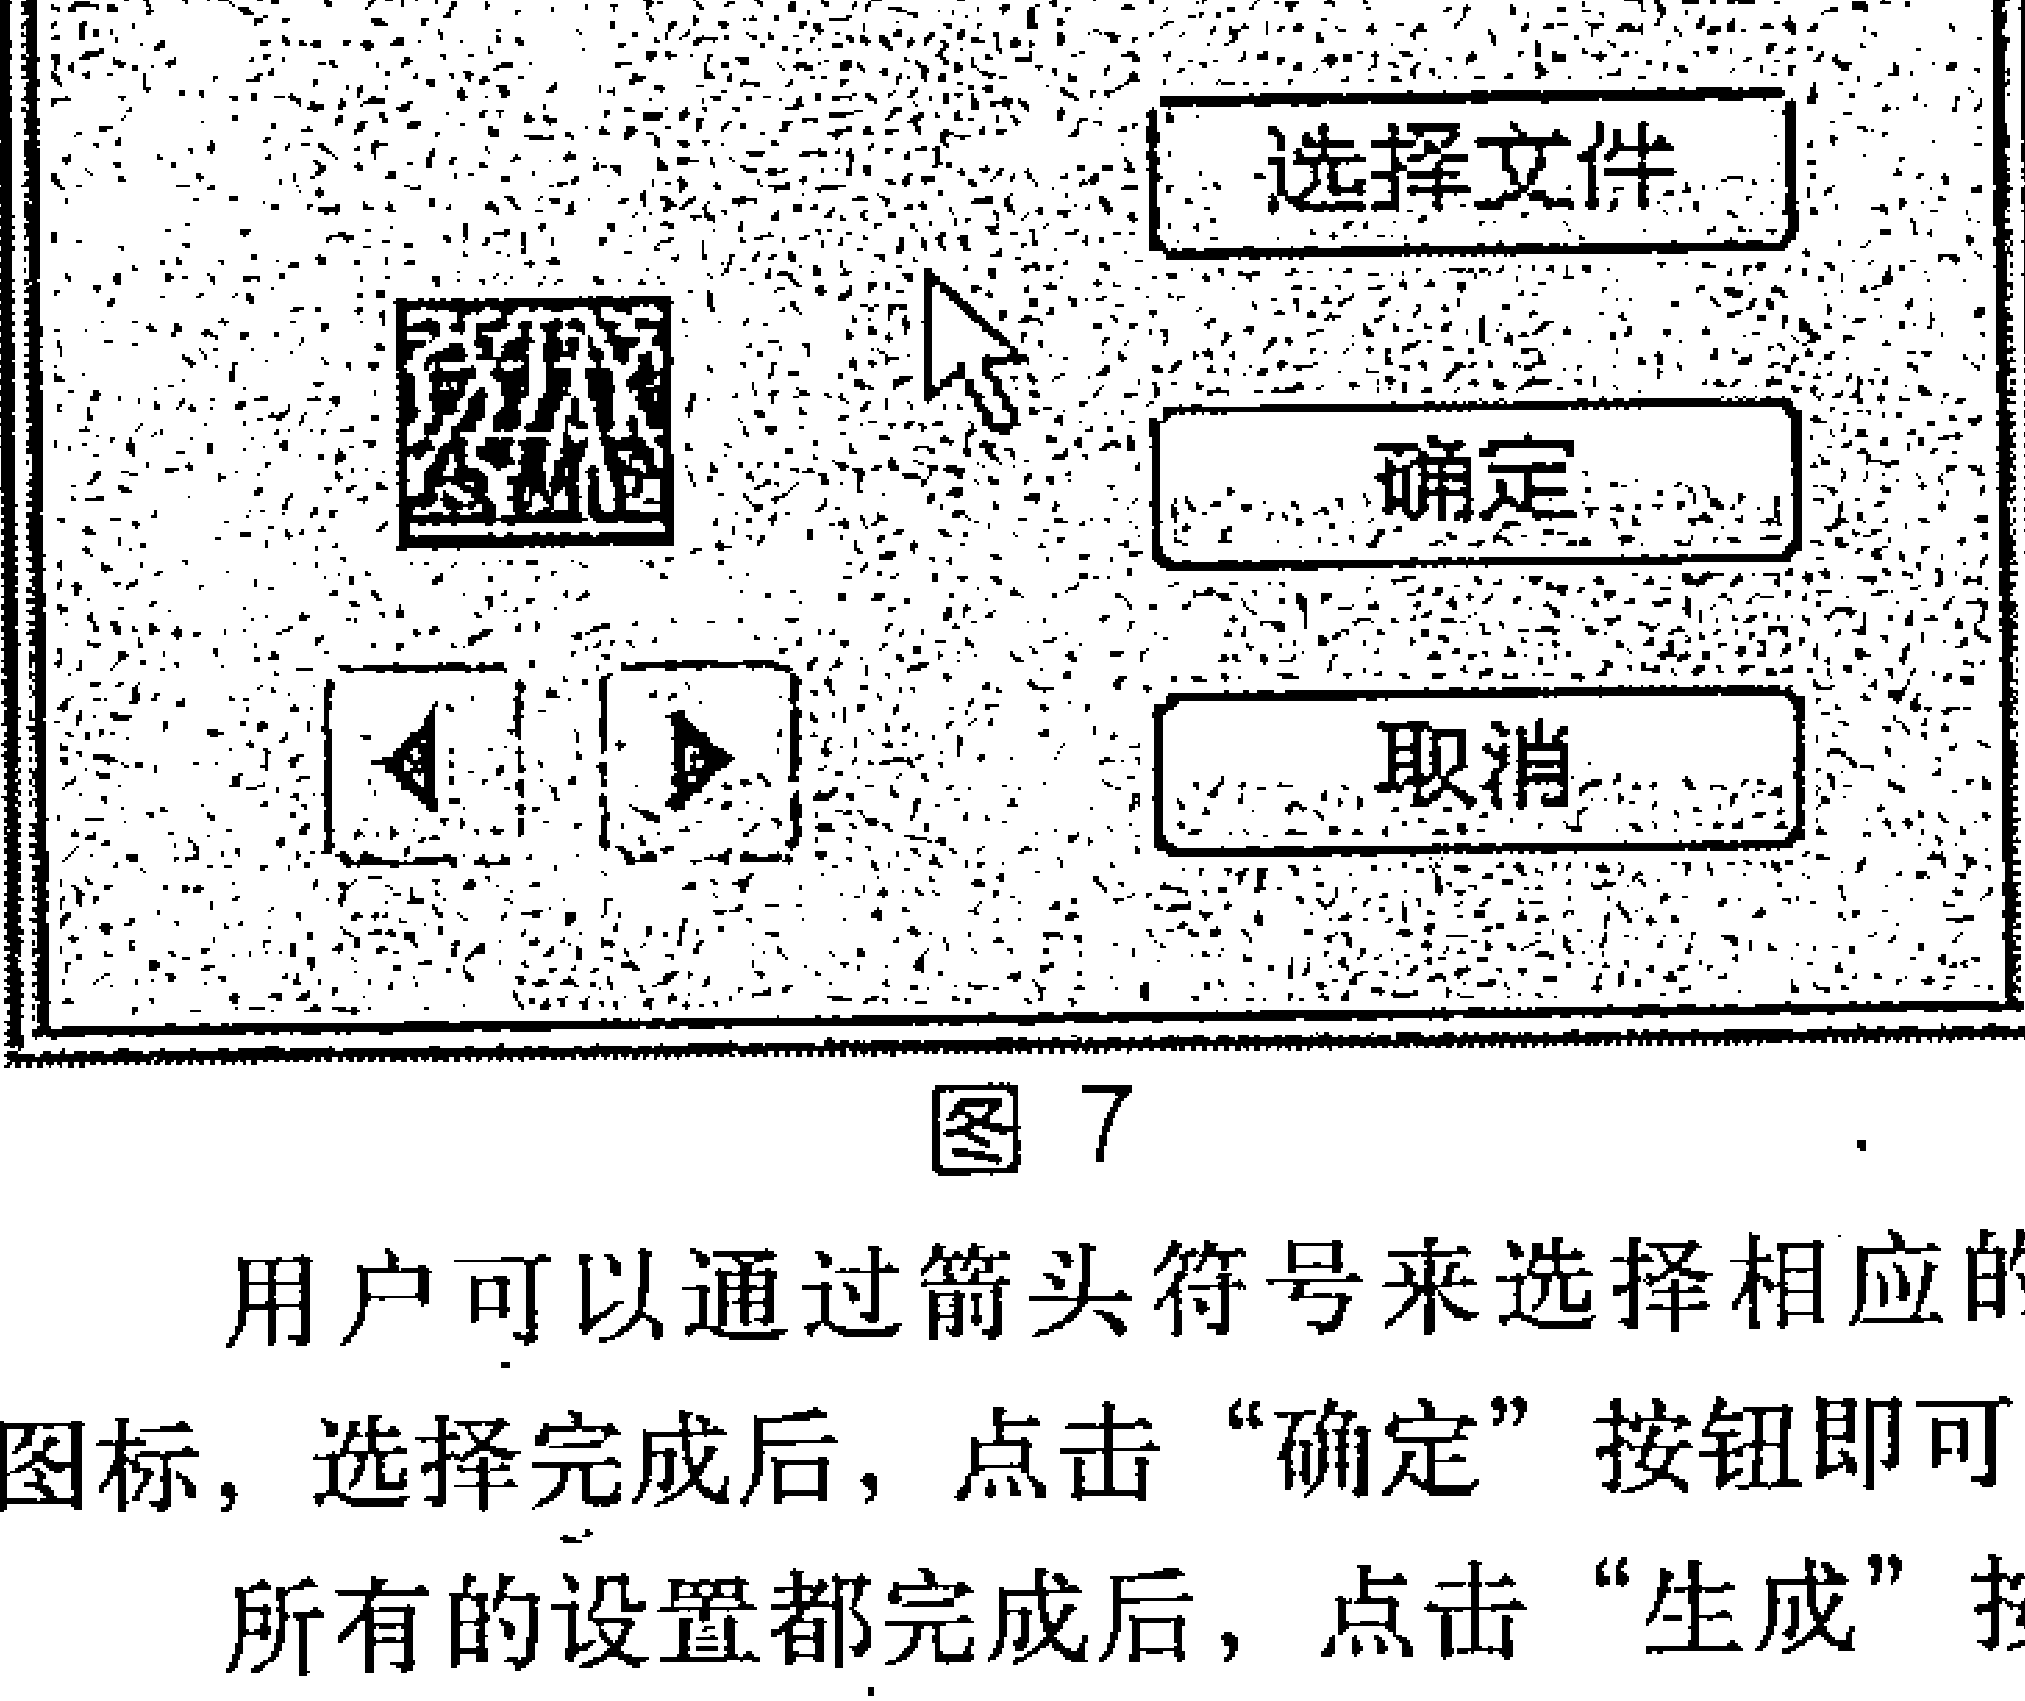 选择文件
确定
取消
图 7
用户可以通过箭头符号来选择相应的
图标，选择完成后，点击“确定”按钮即可
所有的设置都完成后，点击“生成”按